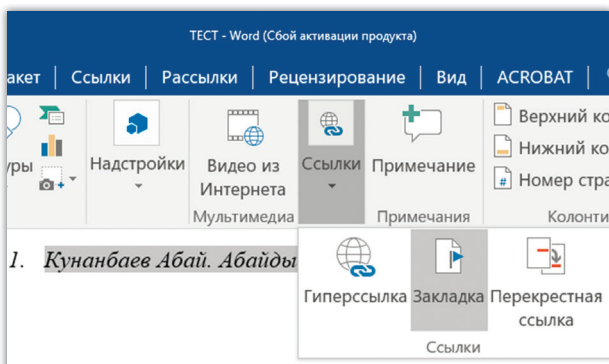 ТЕСТ - Word (Сбой активации продукта)
акет Ссылки Рассылки Рецензирование Вид ACROBAT
уры
Надстройки
Видео из
Интернета
Мультимедиа
Ссылки
Примечание
Примечания
Верхний ко
Нижний ко
# Номер стра
Колонти
1. Кунанбаев Абай. Абайды
Гиперссылка
Закладка
Перекрестная
ссылка
Ссылки